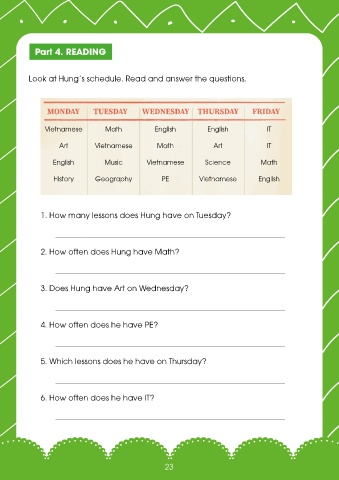 Part 4. READING
Look at Hung's schedule. Read and answer the questions.
MONDAY TUESDAY WEDNESDAY THURSDAY FRIDAY
Vietnamese Math English English IT
Art Vietnamese Math Art IT
English Music Vietnamese Science Math
History Geography PE Vietnamese English
1. How many lessons does Hung have on Tuesday?
2. How often does Hung have Math?
3. Does Hung have Art on Wednesday?
4. How often does he have PE?
5. Which lessons does he have on Thursday?
6. How often does he have IT?
23